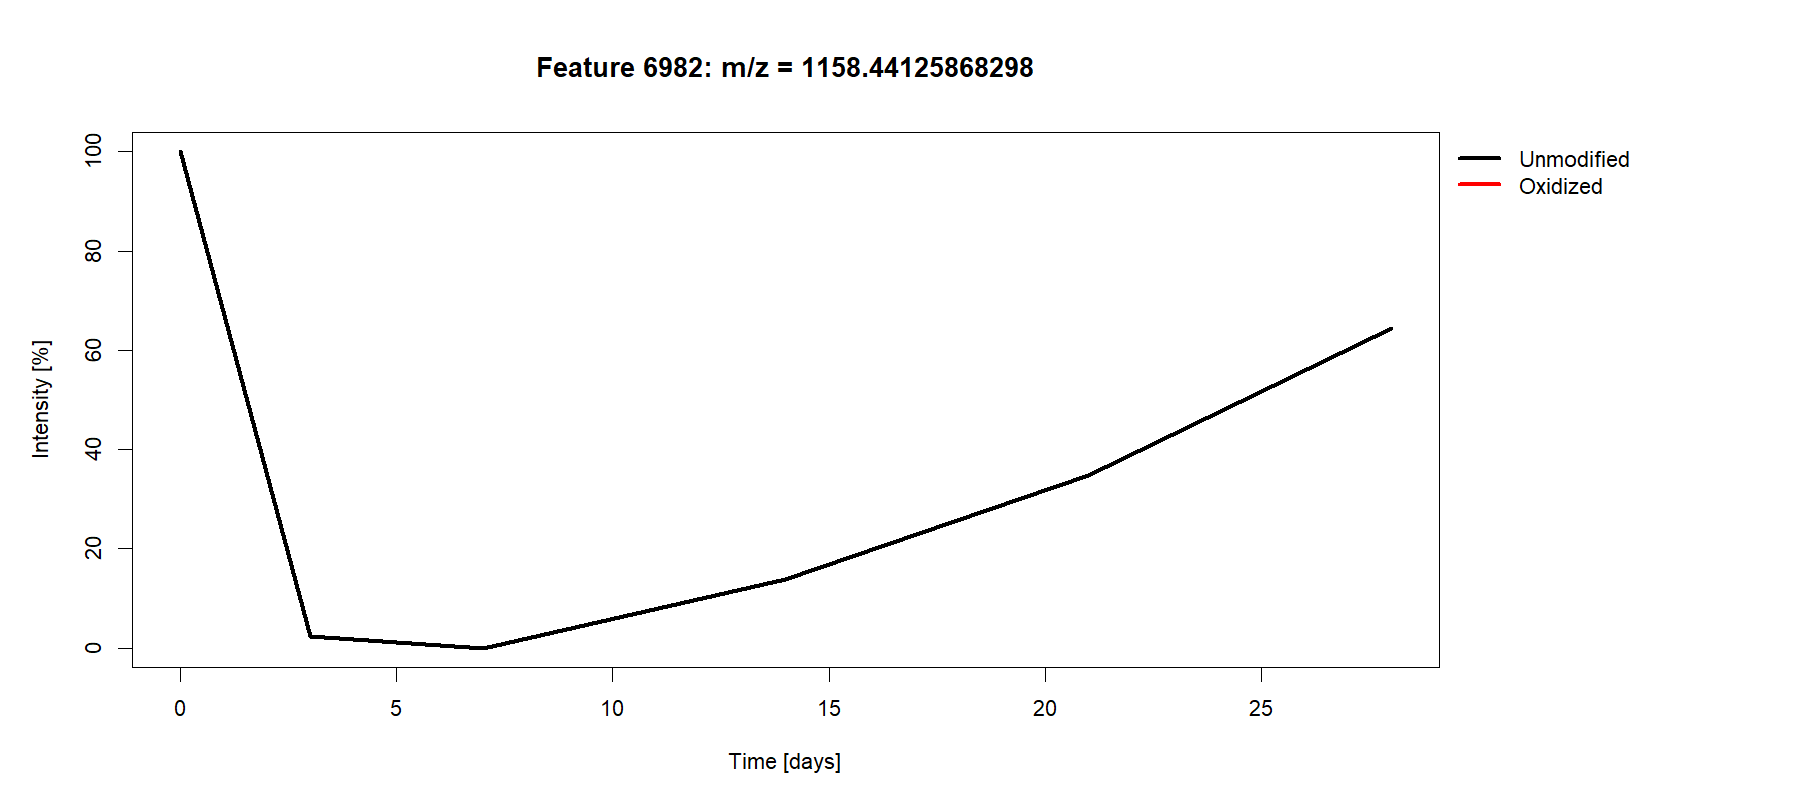 Feature 6982: m/z = 1158.44125868298
Unmodified
Oxidized
Intensity [%]
100
80
60
40
20
0
0 5 10 15 20 25
Time [days]